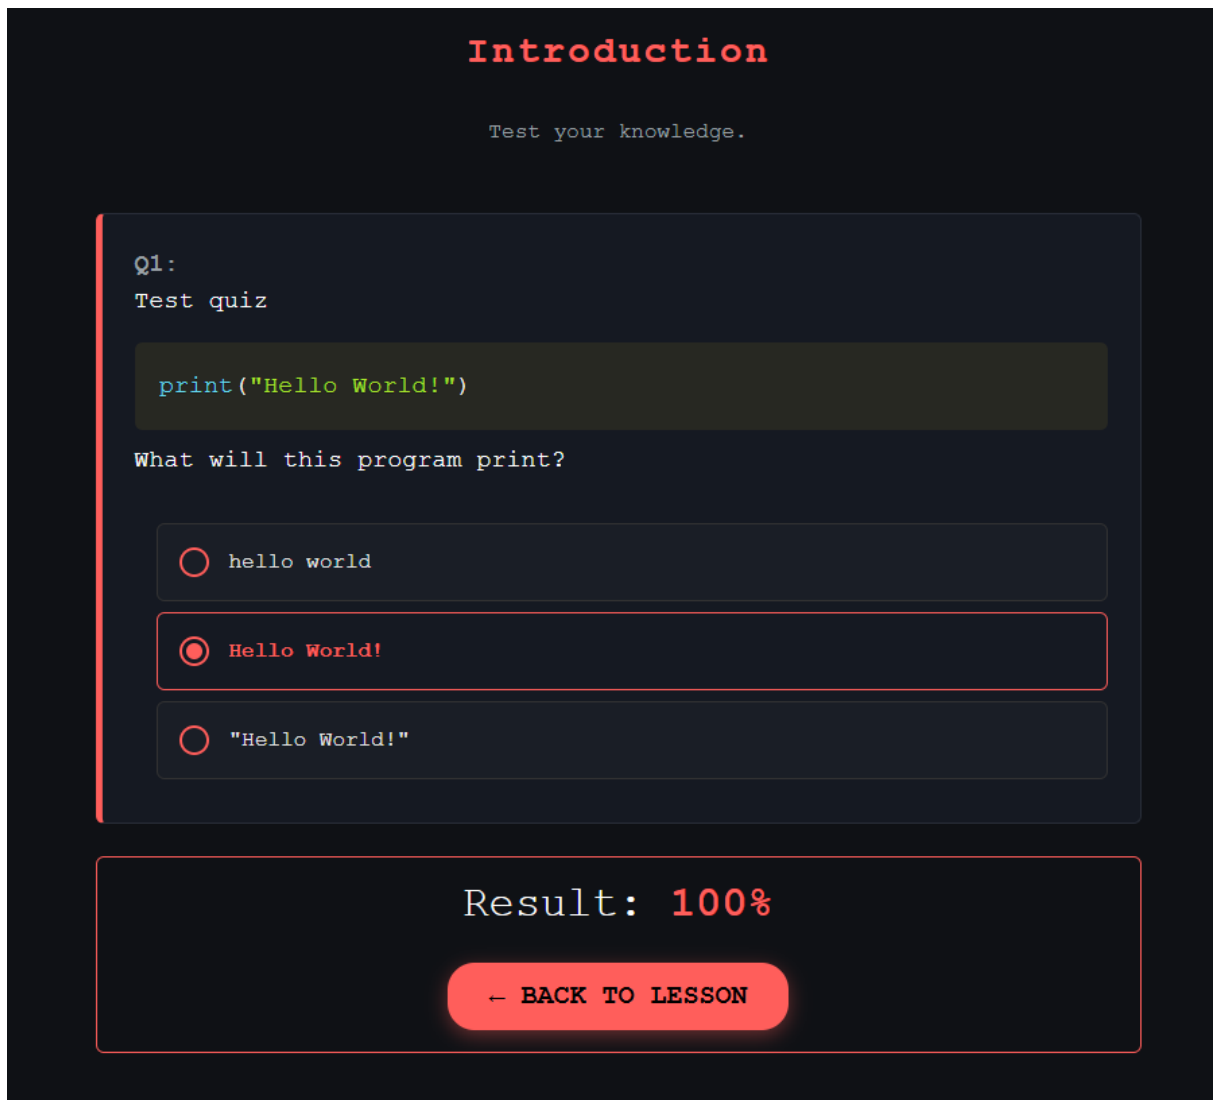 Introduction
Test your knowledge.
Q1:
Test quiz
print("Hello World!")
What will this program print?
hello world
Hello World!
"Hello World!"
Result: 100%
← BACK TO LESSON